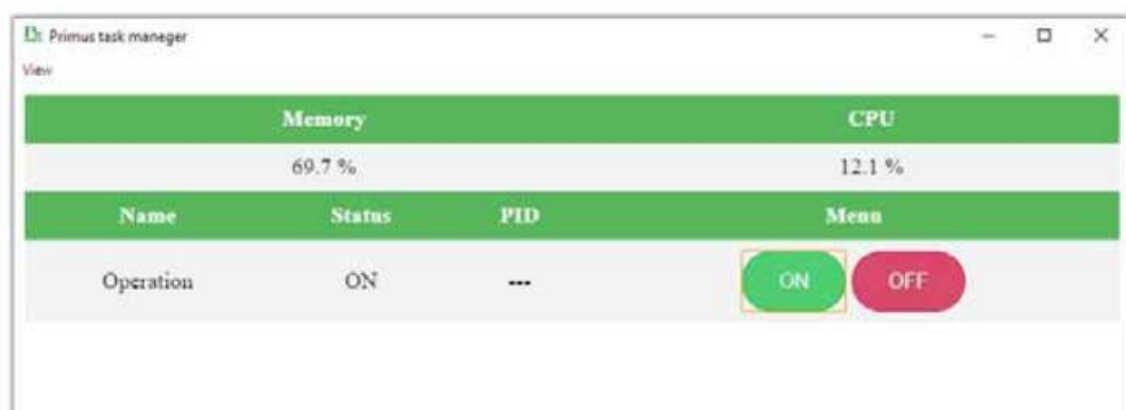 Primus task maneger
View
Memory CPU
69.7 % 12.1 %
Name Status PID Menu
Operation ON --- ON OFF